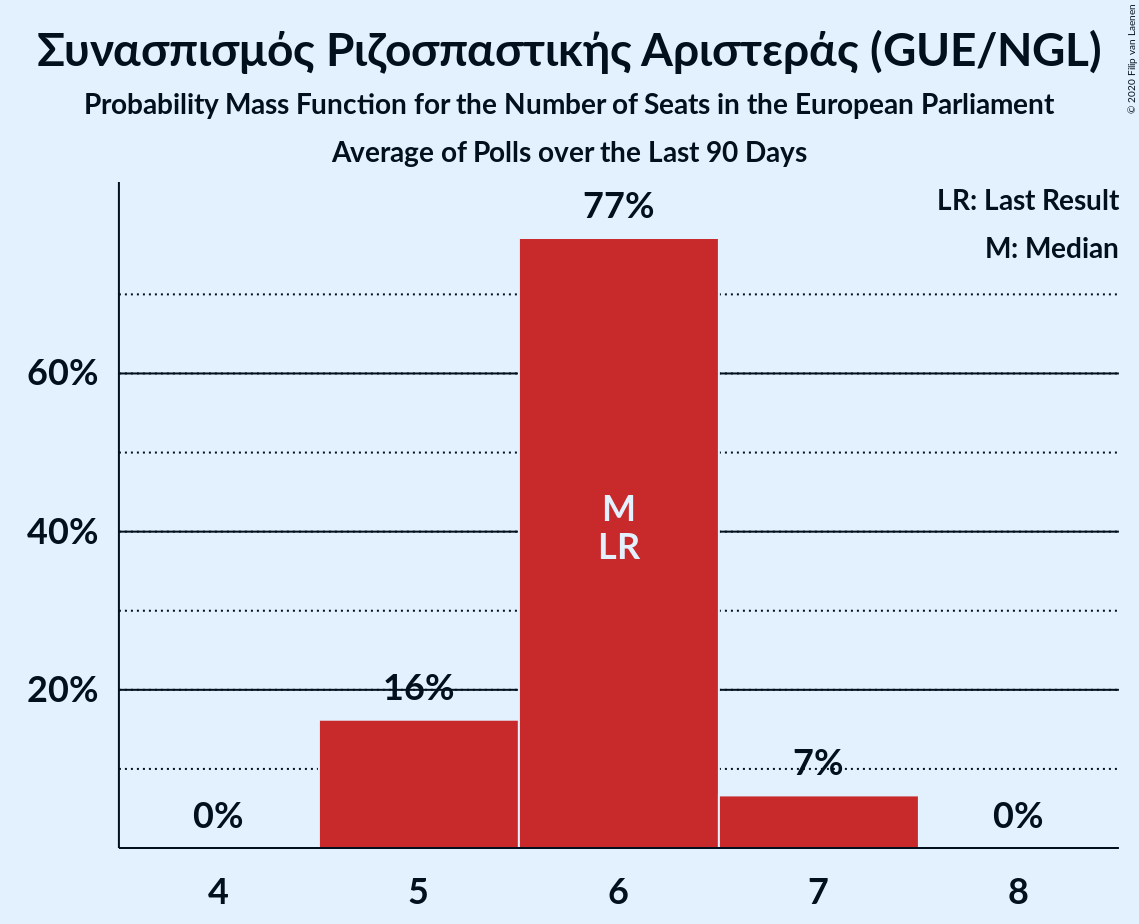 Συνασπισμός Ριζοσπαστικής Αριστεράς (GUE/NGL)
Probability Mass Function for the Number of Seats in the European Parliament
Average of Polls over the Last 90 Days
© 2020 Filip van Laenen
LR: Last Result
M: Median
77%
60%
40%
20%
M
LR
16%
7%
0%
0%
4
5
6
7
8